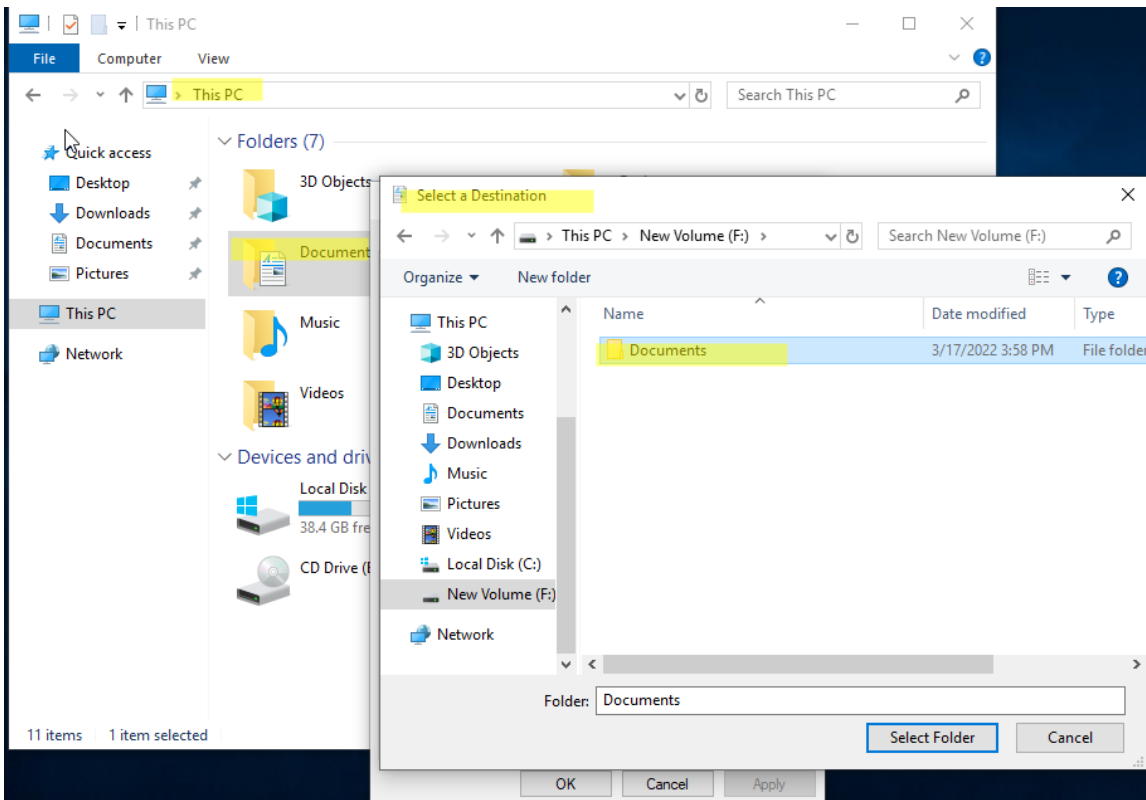 This PC
File Computer View
This PC
Search This PC
Quick access
Desktop
Downloads
Documents
Pictures
This PC
Network
Folders (7)
3D Objects
Document
Music
Videos
Devices and
Local Disk
38.4 GB
CD Drive
11 items 1 item selected
Select a Destination
This PC > New Volume (F:) >
Search New Volume (F:)
Organize New folder
This PC
3D Objects
Desktop
Documents
Downloads
Music
Pictures
Videos
Local Disk (C:)
New Volume (F:)
Network
Name Date modified Type
Documents 3/17/2022 3:58 PM File folder
Folder: Documents
Select Folder Cancel
OK Cancel Apply